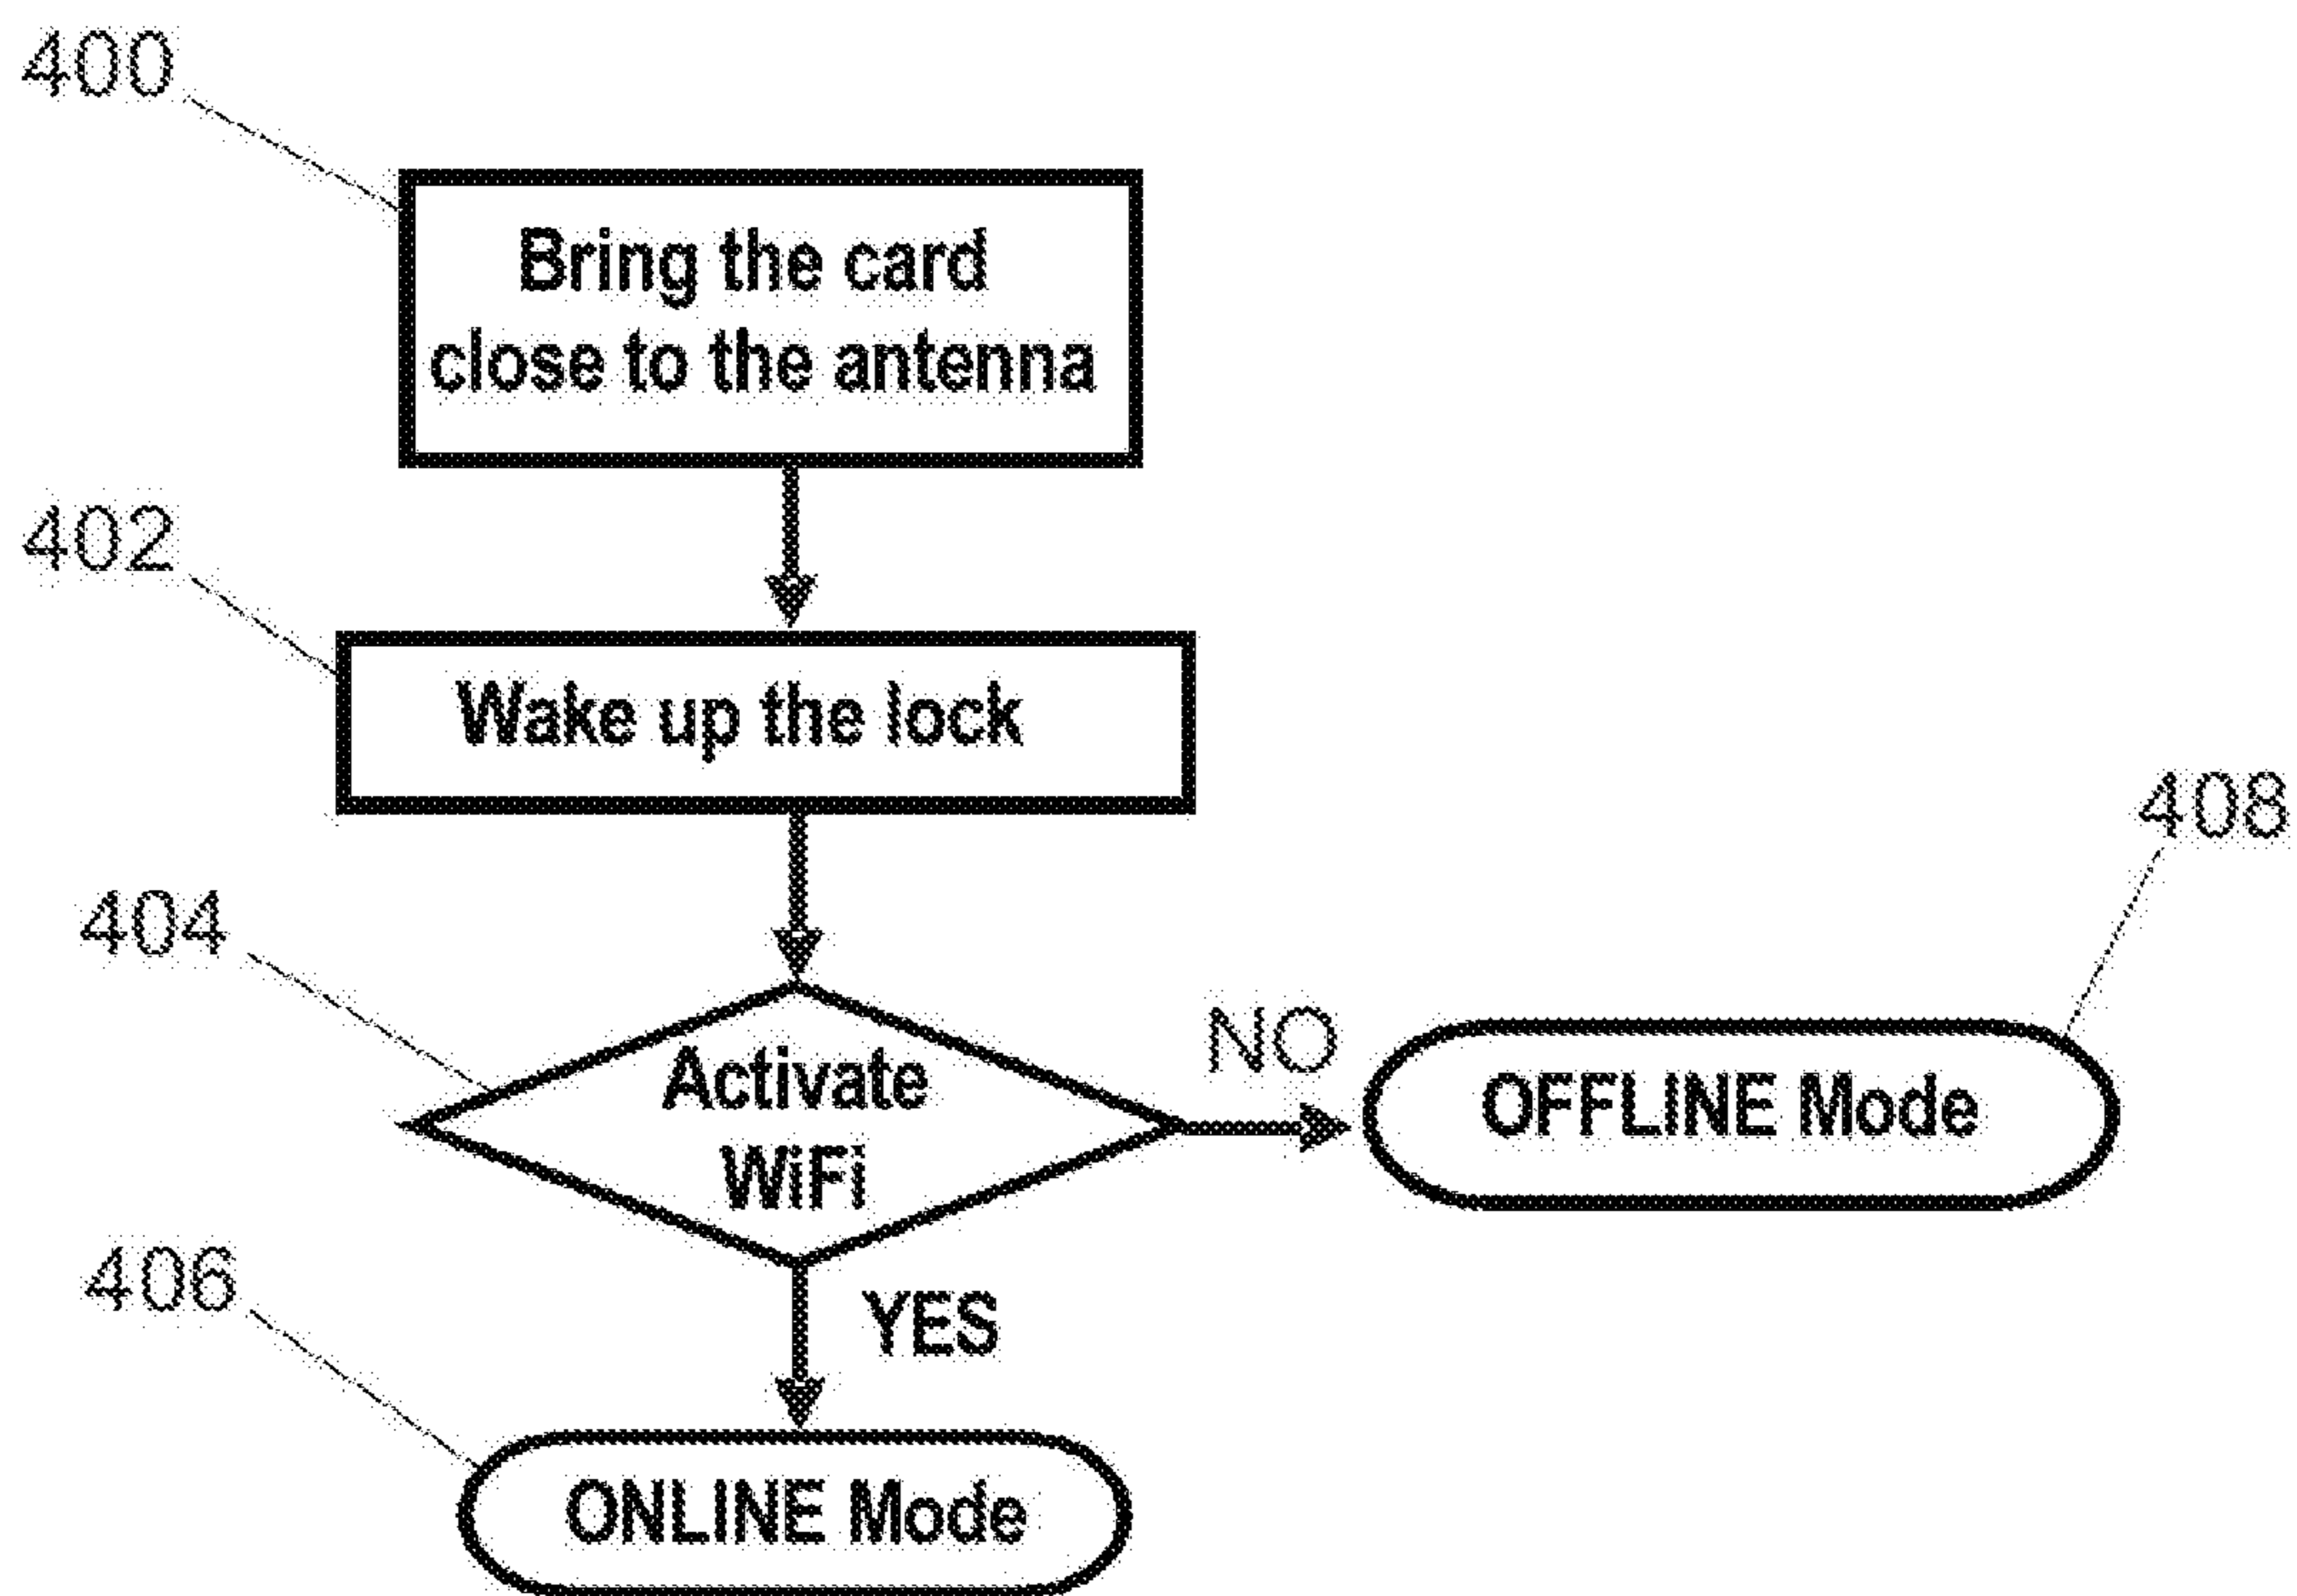 400
Bring the card
close to the antenna
402
Wake up the lock
408
404
Activate
WiFi
NO
OFFLINE Mode
406
YES
ONLINE Mode